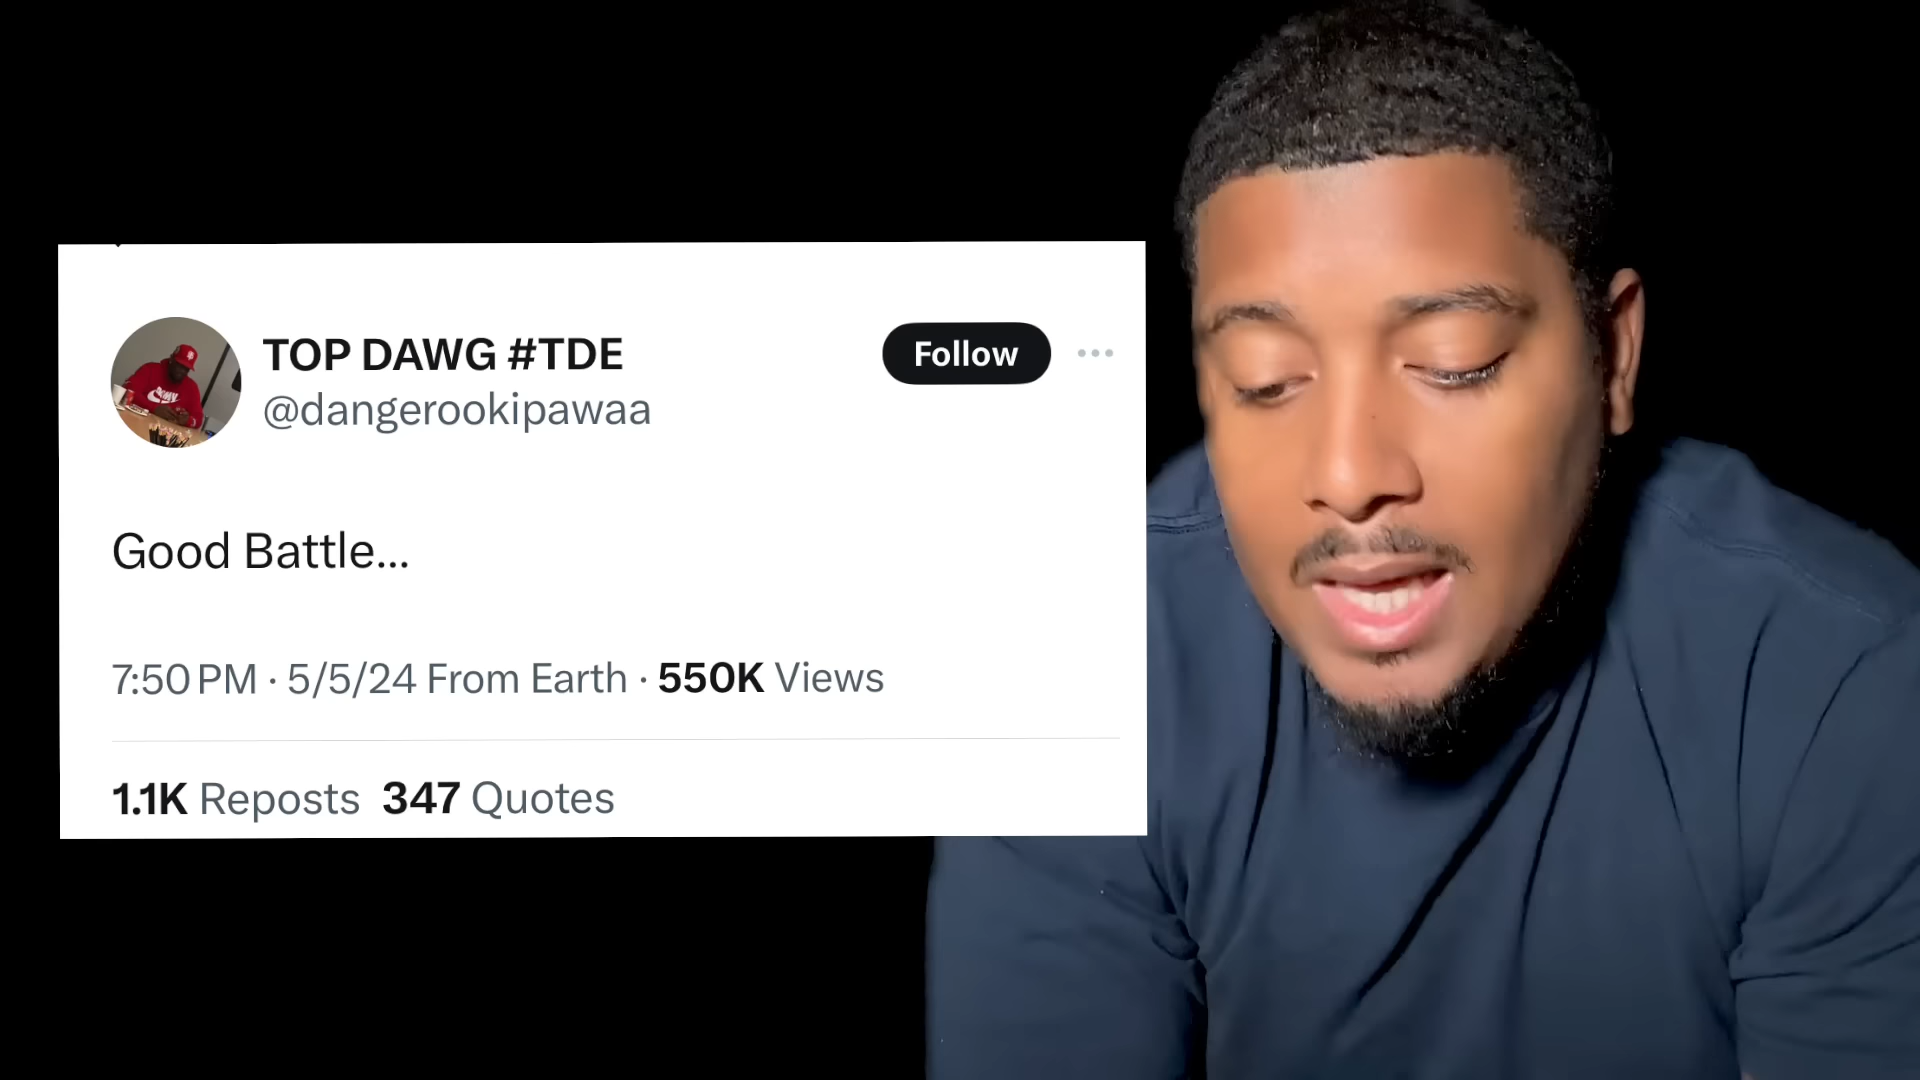 TOP DAWG #TDE
Follow
@dangerookipawaa
Good Battle...
7:50 PM · 5/5/24 From Earth · 550K Views
1.1K Reposts 347 Quotes